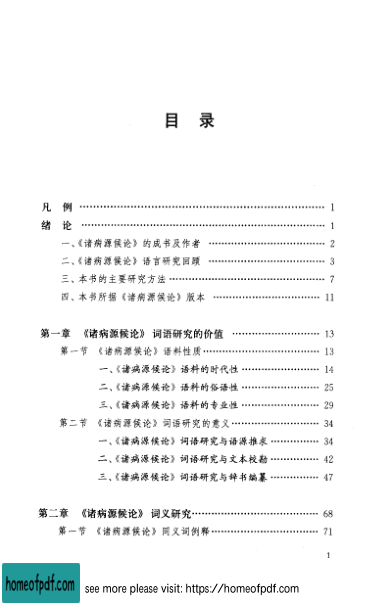 目 录
凡 例 …………………………………………… 1
绪 论 …………………………………………… 1
一、《诸病源候论》的成书及作者 …………………… 2
二、《诸病源候论》语言研究回顾 …………………… 3
三、本书的主要研究方法 …………………………… 7
四、本书所据《诸病源候论》版本 …………………… 11
第一章 《诸病源候论》词语研究的价值 ……………… 13
第一节 《诸病源候论》语料性质 …………………… 13
一、《诸病源候论》语料的时代性 ……………… 14
二、《诸病源候论》语料的俗语性 ……………… 25
三、《诸病源候论》语料的专业性 ……………… 29
第二节 《诸病源候论》词语研究的意义 ……………… 34
一、《诸病源候论》词语研究与语源推求 ………… 34
二、《诸病源候论》词语研究与文本校勘 ………… 42
三、《诸病源候论》词语研究与辞书编纂 ………… 47
第二章 《诸病源候论》词义研究 …………………… 68
第一节 《诸病源候论》同义词例释 ………………… 71
1
homeofpdf.com
see more please visit: https://homeofpdf.com